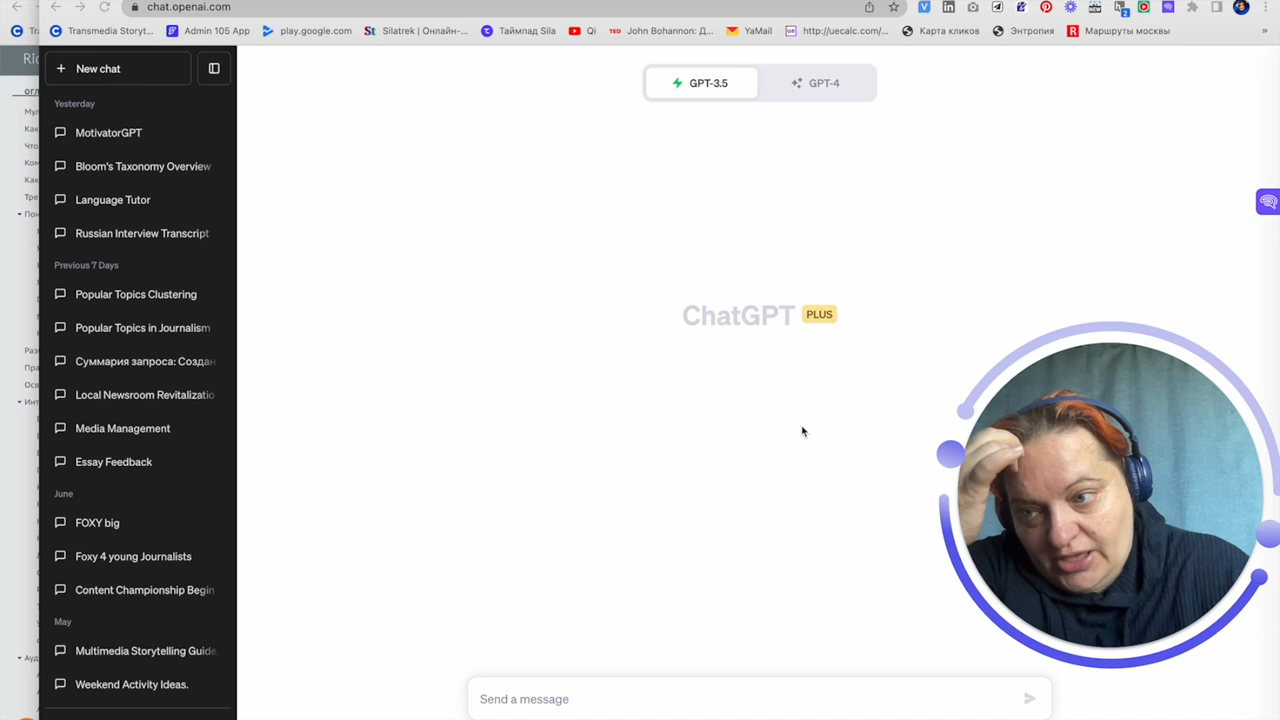 chat.openai.com
Transmedia Storyt...
Admin 105 App
play.google.com
Silatrek | Онлайн-...
Таймпад Sila
Qi
TED John Bohannon: Д...
YaMail
http://uecalc.com/...
Карта кликов
Энтропия
Маршруты москвы
»
New chat
GPT-3.5
GPT-4
Yesterday
MotivatorGPT
Bloom's Taxonomy Overview
Language Tutor
Russian Interview Transcript
Previous 7 Days
Popular Topics Clustering
Popular Topics in Journalism
Суммария запроса: Создан
Local Newsroom Revitalizatio
Media Management
Essay Feedback
June
FOXY big
Foxy 4 young Journalists
Content Championship Begin
May
Multimedia Storytelling Guide.
Weekend Activity Ideas.
ChatGPT PLUS
Send a message